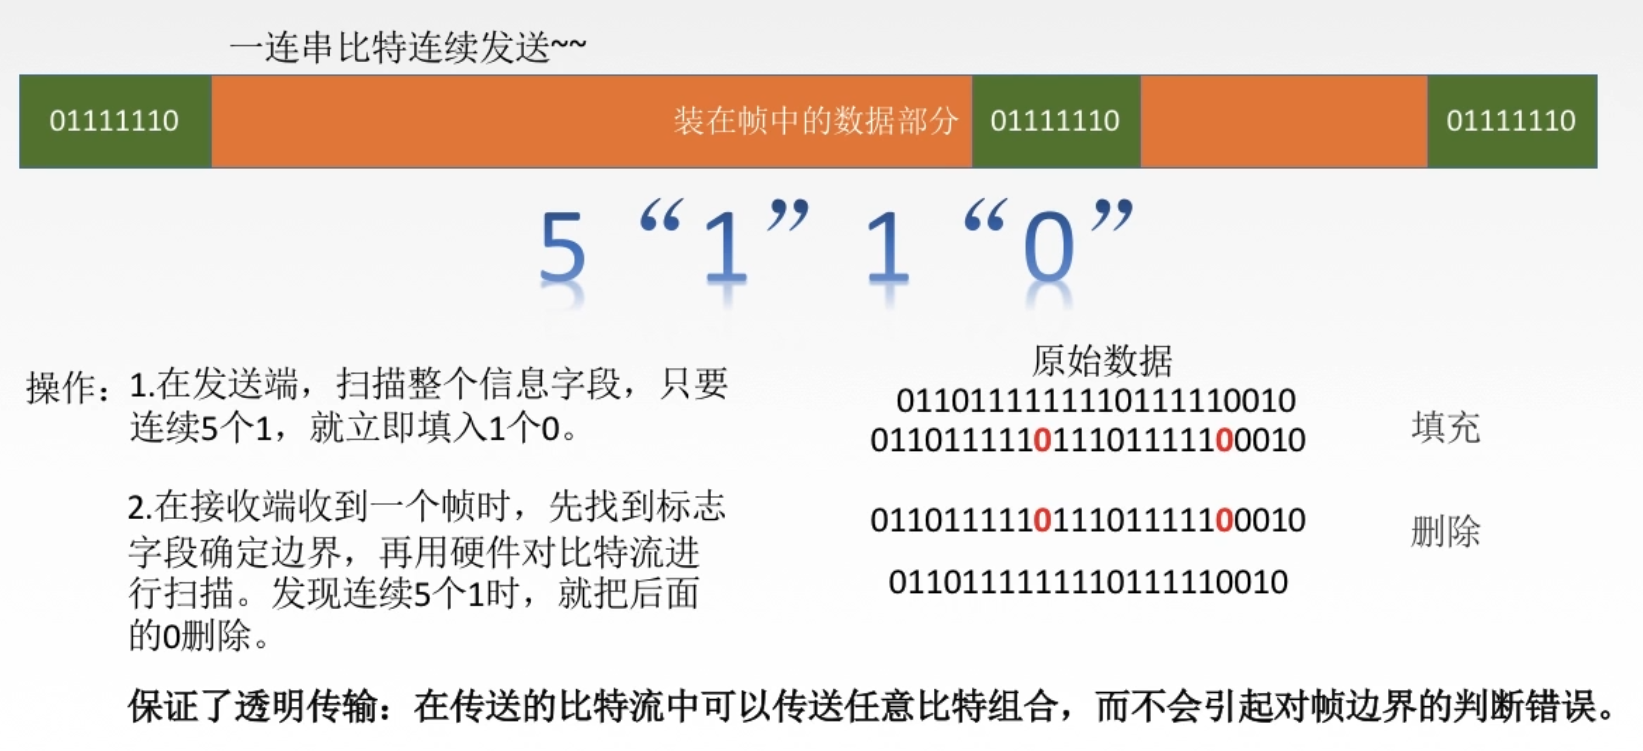 一连串比特连续发送~~
01111110 装在帧中的数据部分 01111110 01111110
5 “1” 1 “0”
操作：1.在发送端，扫描整个信息字段，只要
连续5个1，就立即填入1个0。
2.在接收端收到一个帧时，先找到标志
字段确定边界，再用硬件对比特流进
行扫描。发现连续5个1时，就把后面
的0删除。
原始数据
0110111111110111110010
011011111011101111100010
填充
011011111011101111100010
删除
0110111111110111110010
保证了透明传输：在传送的比特流中可以传送任意比特组合，而不会引起对帧边界的判断错误。